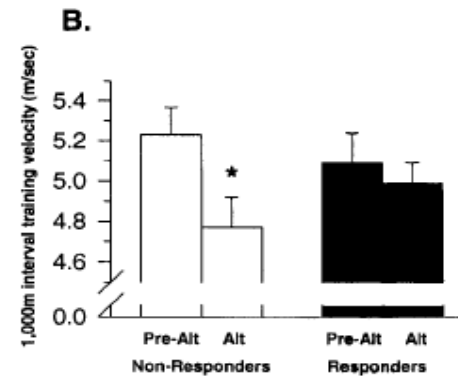 B.
1,000m interval training velocity (m/sec)
5.4
5.2
5.0
4.8
4.6
0.0
*
Pre-Alt Alt Pre-Alt Alt
Non-Responders Responders